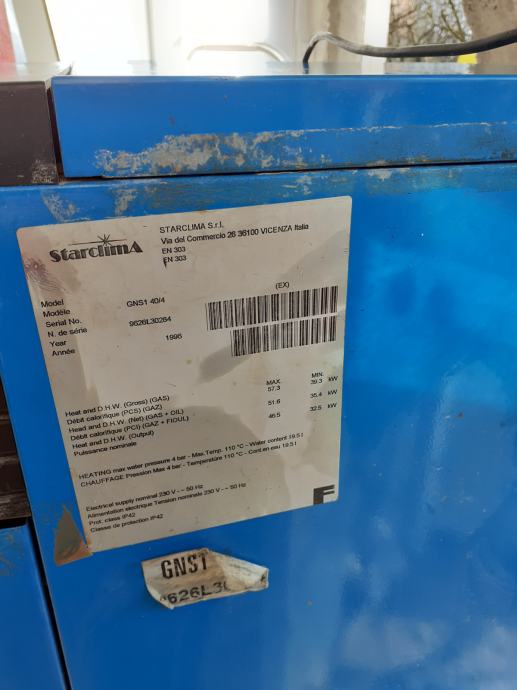 StarclimA
STARCLIMA S.r.l.
Via del Commercio 26 36100 VICENZA Italia
EN 303
EN 303
Model GNS1 40/4 (EX)
Modèle
Serial No. 9626L30284
N. de série
Year 1996
Année
MAX. MIN.
Heat and D.H.W. (Gross) (GAS) 57.3 39.3 kW
Débit calorifique (PCS) (GAZ)
Head and D.H.W. (Net) (GAS + OIL) 51.6 35.4 kW
Débit calorifique (PCI) (GAZ + FIOUL)
Heat and D.H.W. (Output) 46.5 32.5 kW
Puissance nominale
HEATING max water pressure 4 bar - Max. Temp. 110 °C - Water content 19.5 l
CHAUFFAGE Pression Max 4 bar - Température 110 °C - Cont.en eau 19.5 l
Electrical supply nominal 230 V - ~ 50 Hz
Alimentation electrique Tension nominale 230 V - ~ 50 Hz
Prot. class IP42
Classe de protection IP42
F
GNS1
9626L30